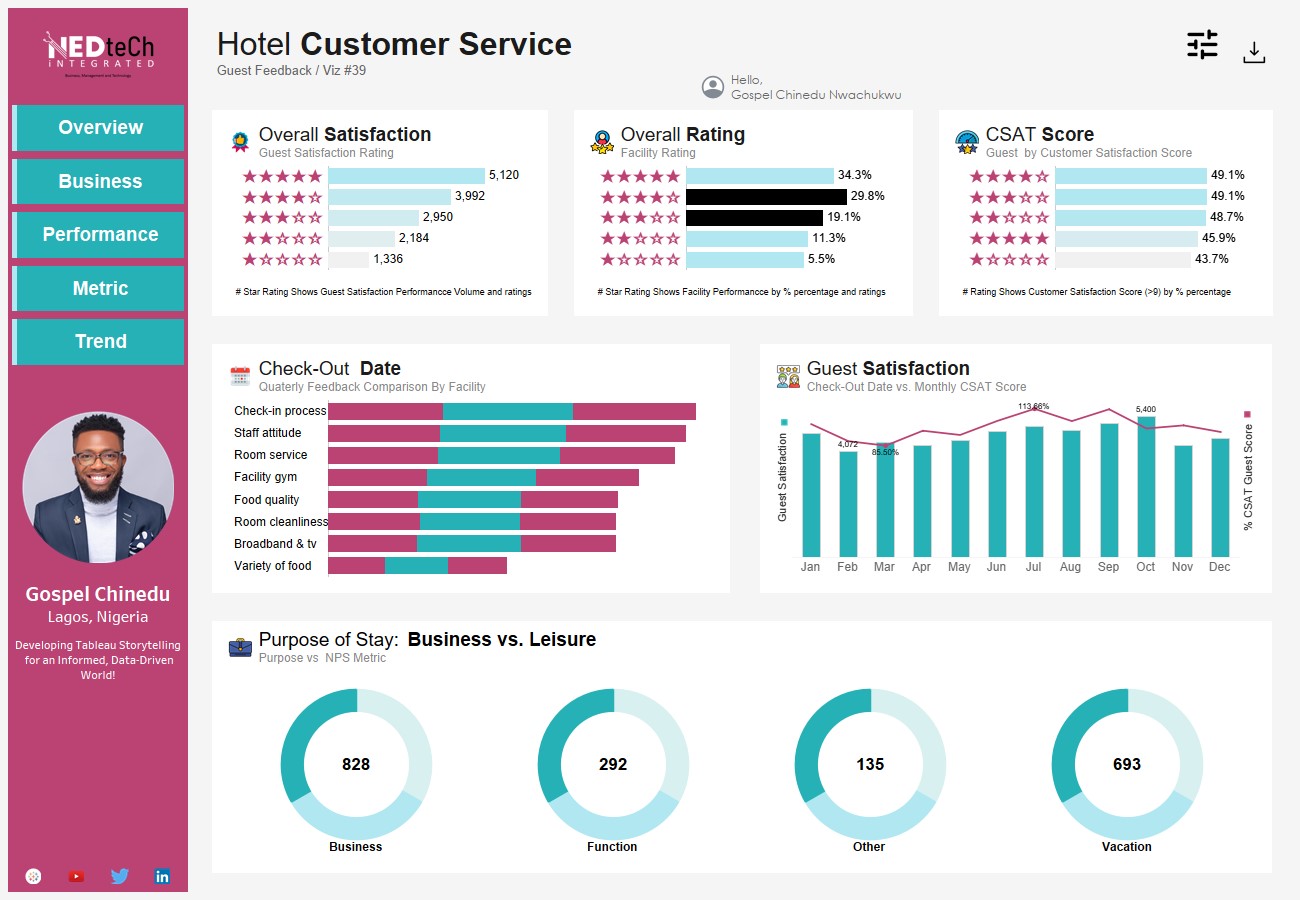 NEDteCh
INTEGRATED
Business Management and Technology
Overview
Business
Performance
Metric
Trend
Gospel Chinedu
Lagos, Nigeria
Developing Tableau Storytelling
for an Informed, Data-Driven
World!
Hotel Customer Service
Guest Feedback / Viz #39
Hello,
Gospel Chinedu Nwachukwu
Overall Satisfaction
Guest Satisfaction Rating
5,120
3,992
2,950
2,184
1,336
# Star Rating Shows Guest Satisfaction Performancce Volume and ratings
Overall Rating
Facility Rating
34.3%
29.8%
19.1%
11.3%
5.5%
# Star Rating Shows Facility Performancce by % percentage and ratings
CSAT Score
Guest by Customer Satisfaction Score
49.1%
49.1%
48.7%
45.9%
43.7%
# Rating Shows Customer Satisfaction Score (>9) by % percentage
Check-Out Date
Quaterly Feedback Comparison By Facility
Check-in process
Staff attitude
Room service
Facility gym
Food quality
Room cleanliness
Broadband & tv
Variety of food
Guest Satisfaction
Check-Out Date vs. Monthly CSAT Score
Guest Satisfaction
4,072
85.50%
113.66%
5,400
% CSAT Guest Score
Jan Feb Mar Apr May Jun Jul Aug Sep Oct Nov Dec
Purpose of Stay: Business vs. Leisure
Purpose vs NPS Metric
828
292
135
693
Business
Function
Other
Vacation
in